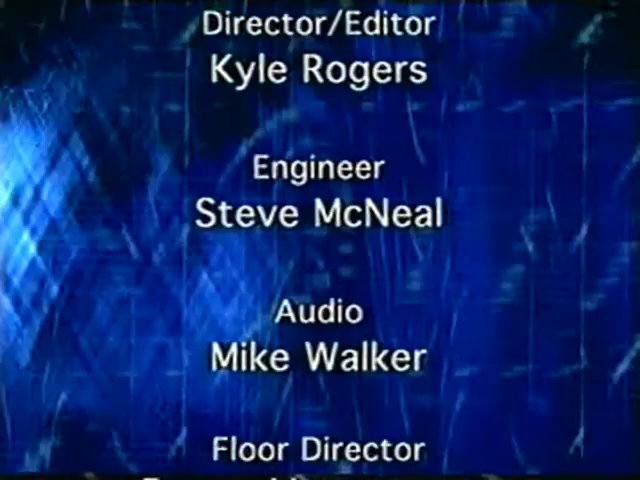 Director/Editor
Kyle Rogers
Engineer
Steve McNeal
Audio
Mike Walker
Floor Director